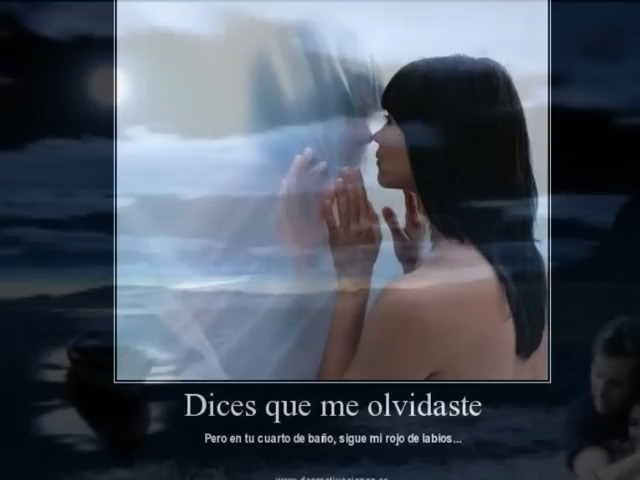 Dices que me olvidaste
Pero en tu cuarto de baño, sigue mi rojo de labios...